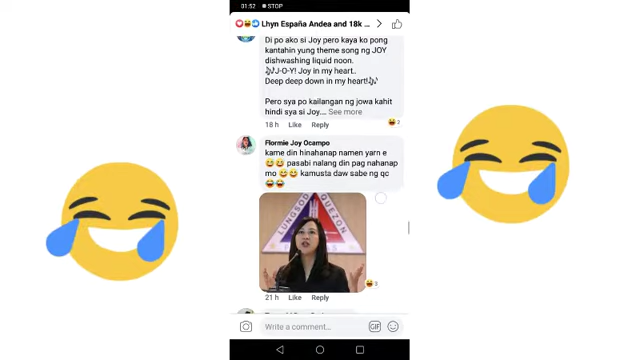 01:52 STOP
Lhyn España Andea and 18k
Di po ako si Joy pero kaya ko pong
kantahin yung theme song ng JOY
dishwashing liquid noon.
🎶J-O-Y! Joy in my heart..
Deep deep down in my heart!🎶
Pero sya po kailangan ng jowa kahit
hindi sya si Joy.... See more
18 h Like Reply 2
Flormie Joy Ocampo
kame din hinahanap namen yarn e
😅😅 pasabi nalang din pag nahanap
mo 😅😅 kamusta daw sabe ng qc
😂😂
LUNGSOD QUEZON
3
21 h Like Reply
Write a comment...
GIF